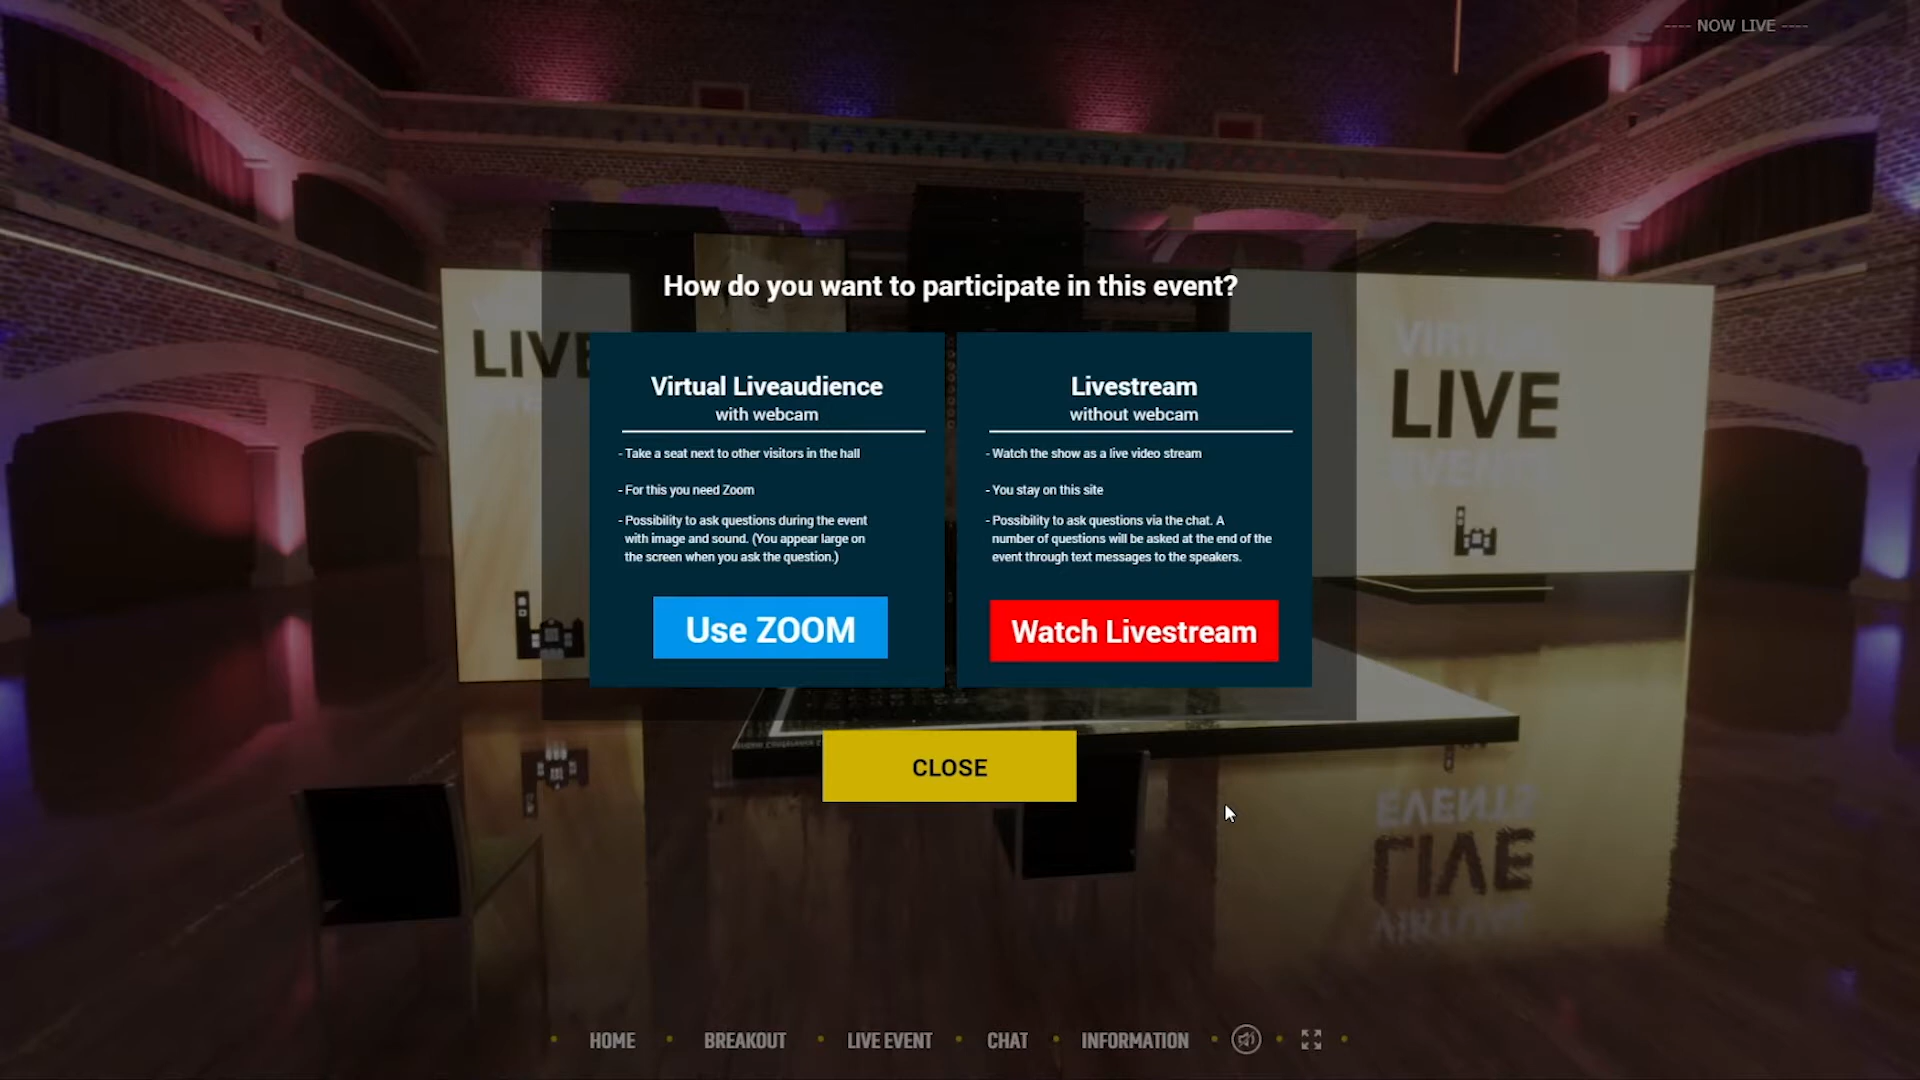 ---- NOW LIVE ----
How do you want to participate in this event?
Virtual Liveaudience
with webcam
- Take a seat next to other visitors in the hall
- For this you need Zoom
- Possibility to ask questions during the event
with image and sound. (You appear large on
the screen when you ask the question.)
Use ZOOM
Livestream
without webcam
- Watch the show as a live video stream
- You stay on this site
- Possibility to ask questions via the chat. A
number of questions will be asked at the end of the
event through text messages to the speakers.
Watch Livestream
CLOSE
LIVE
VIRTUAL
LIVE
EVENTS
EVENTS
LIVE
VIRTUAL
HOME
BREAKOUT
LIVE EVENT
CHAT
INFORMATION